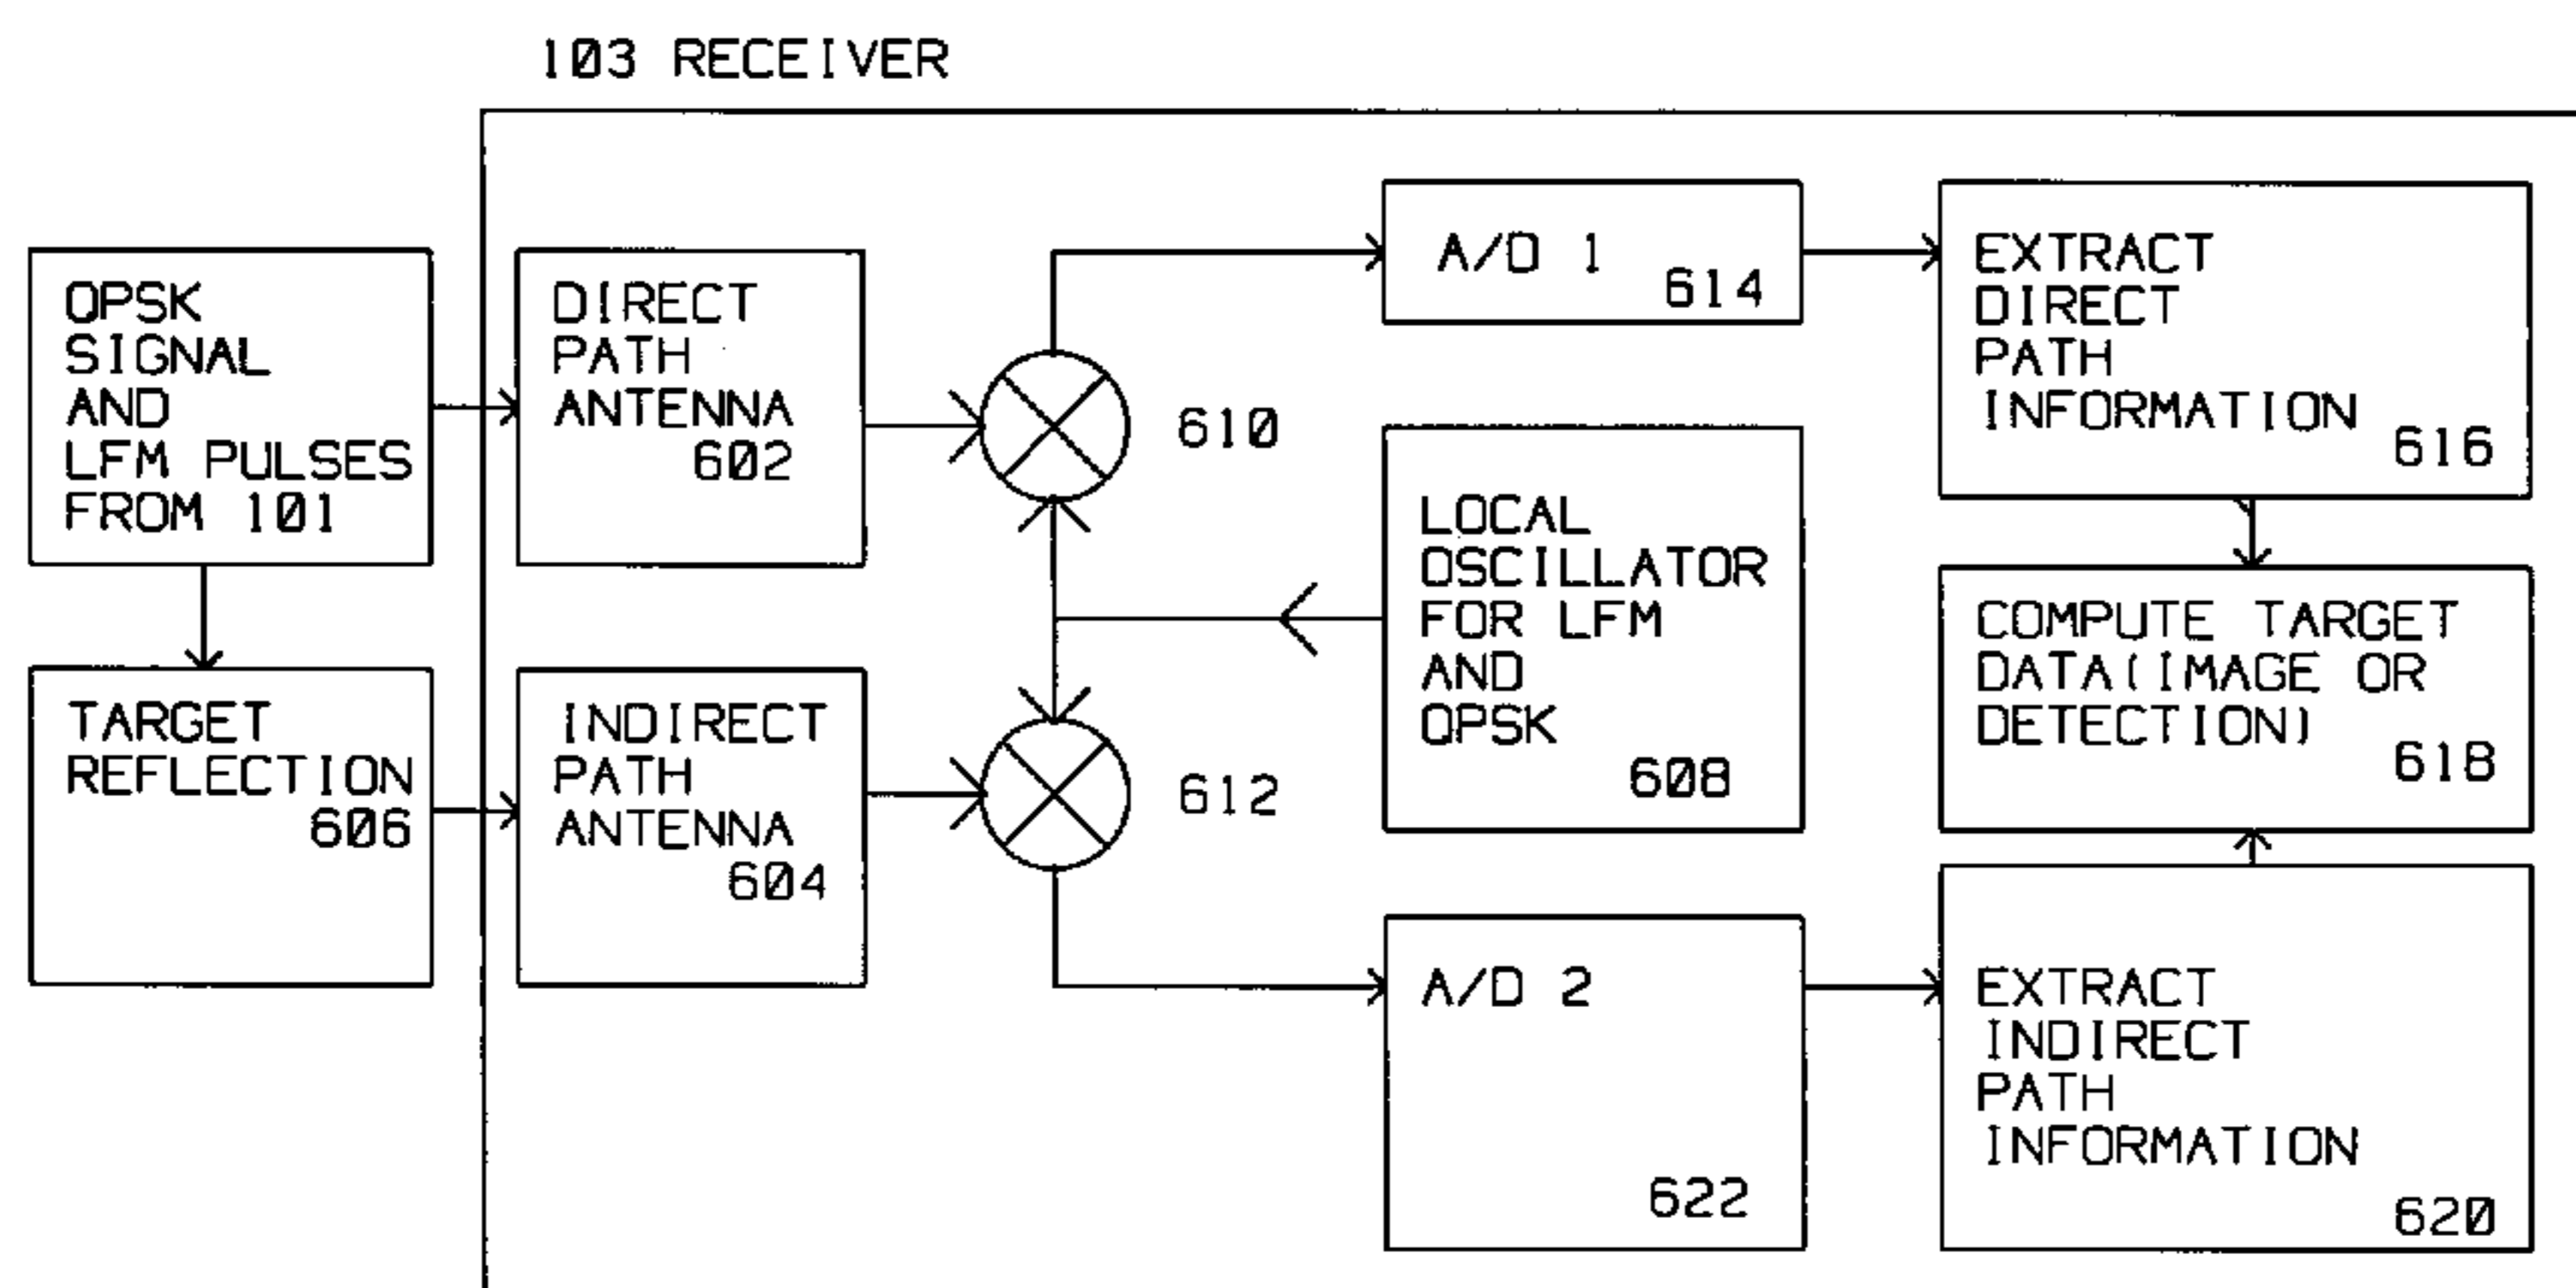 103 RECEIVER
QPSK
SIGNAL
AND
LFM PULSES
FROM 101
DIRECT
PATH
ANTENNA
602
610
A/D 1
614
EXTRACT
DIRECT
PATH
INFORMATION
616
LOCAL
OSCILLATOR
FOR LFM
AND
QPSK
608
COMPUTE TARGET
DATA(IMAGE OR
DETECTION)
618
TARGET
REFLECTION
606
INDIRECT
PATH
ANTENNA
604
612
A/D 2
622
EXTRACT
INDIRECT
PATH
INFORMATION
620